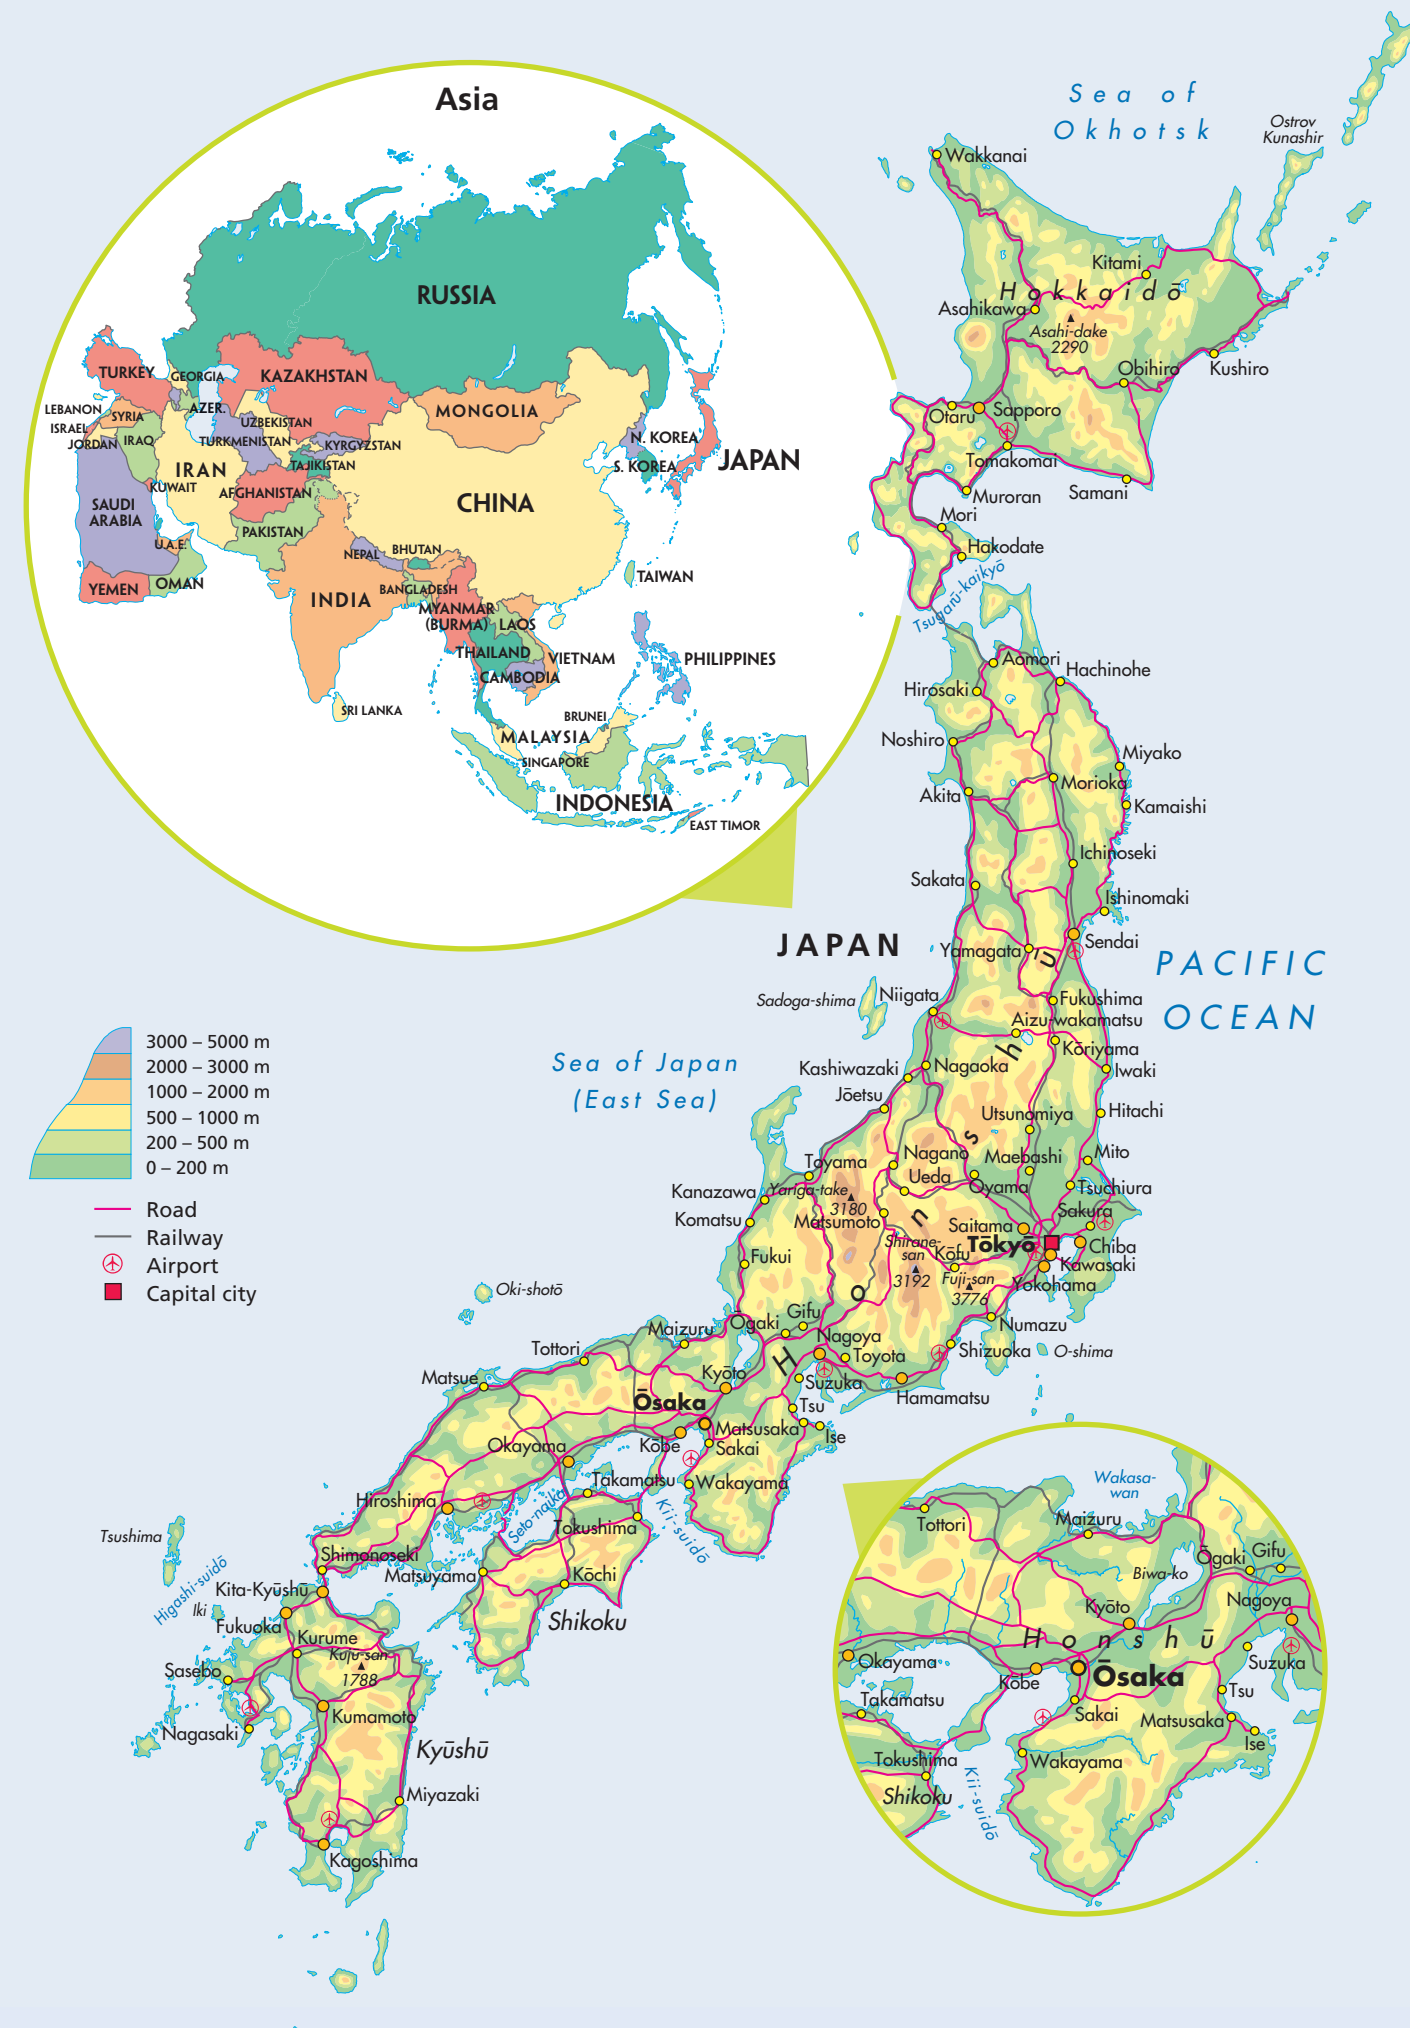 Asia
RUSSIA
TURKEY
GEORGIA
KAZAKHSTAN
LEBANON
SYRIA
AZER.
UZBEKISTAN
MONGOLIA
ISRAEL
JORDAN
IRAQ
TURKMENISTAN
KYRGYZSTAN
N. KOREA
S. KOREA
JAPAN
IRAN
TAJIKISTAN
KUWAIT
AFGHANISTAN
CHINA
SAUDI
ARABIA
PAKISTAN
U.A.E.
NEPAL
BHUTAN
YEMEN
OMAN
INDIA
BANGLADESH
TAIWAN
MYANMAR
(BURMA)
LAOS
THAILAND
VIETNAM
PHILIPPINES
CAMBODIA
SRI LANKA
BRUNEI
MALAYSIA
SINGAPORE
INDONESIA
EAST TIMOR
Sea of
Okhotsk
Ostrov
Kunashir
Wakkanai
Kitami
Hokkaidō
Asahikawa
Asahi-dake
2290
Obihiro
Kushiro
Otaru
Sapporo
Tomakomai
Samani
Muroran
Mori
Hakodate
Tsugaru-kaikyō
Aomori
Hachinohe
Hirosaki
Noshiro
Miyako
Morioka
Akita
Kamaishi
Ichinoseki
Sakata
Ishinomaki
JAPAN
Yamagata
Sendai
PACIFIC
OCEAN
Sadoga-shima
Niigata
Fukushima
Aizu-wakamatsu
Sea of Japan
(East Sea)
Kōriyama
Kashiwazaki
Nagaoka
Iwaki
Jōetsu
Utsunomiya
Hitachi
Nagano
Maebashi
Mito
Toyama
Ueda
Oyama
Tsuchiura
Kanazawa
Yariga-take
3180
Komatsu
Matsumoto
Saitama
Sakura
Shirane-
san
3192
Kōfu
Tōkyō
Chiba
Fukui
Fuji-san
3776
Kawasaki
Yokohama
Honshū
3000 – 5000 m
2000 – 3000 m
1000 – 2000 m
500 – 1000 m
200 – 500 m
0 – 200 m
Road
Railway
Airport
Capital city
Oki-shotō
Maizuru
Ōgaki
Gifu
Numazu
Nagoya
Tottori
Toyota
Shizuoka
O-shima
Matsue
Kyōto
Suzuka
Hamamatsu
Ōsaka
Tsu
Matsusaka
Ise
Okayama
Kōbe
Sakai
Takamatsu
Wakayama
Hiroshima
Seto-naikai
Kii-suidō
Tokushima
Tsushima
Shimonoseki
Matsuyama
Kōchi
Higashi-suidō
Kita-Kyūshū
Iki
Fukuoka
Shikoku
Kurume
Kuju-san
1788
Sasebo
Kumamoto
Nagasaki
Kyūshū
Miyazaki
Kagoshima
Wakasa-
wan
Tottori
Maizuru
Ōgaki
Gifu
Biwa-ko
Kyōto
Nagoya
Honshū
Okayama
Kōbe
Ōsaka
Suzuka
Takamatsu
Tsu
Sakai
Matsusaka
Ise
Tokushima
Wakayama
Shikoku
Kii-suidō